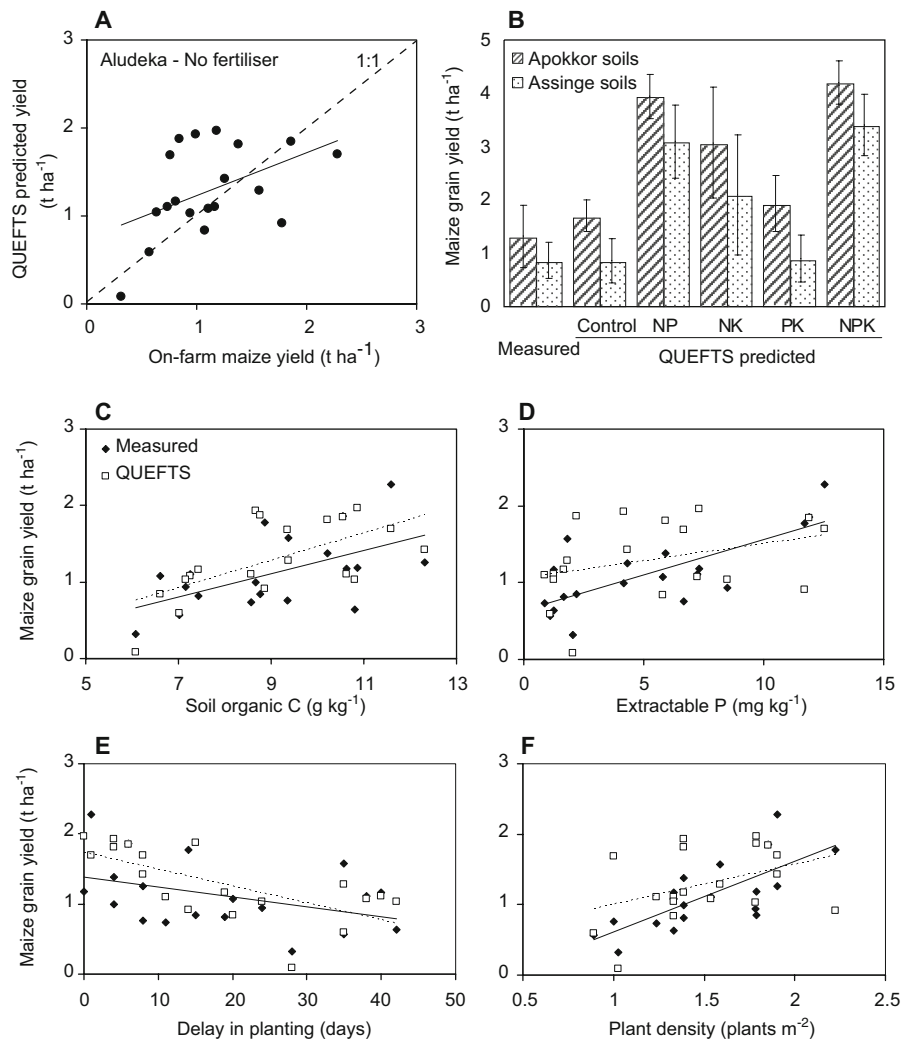 A
Aludeka - No fertiliser
1:1
QUEFTS predicted yield
(t ha-1)
3
2
1
0
0 1 2 3
On-farm maize yield (t ha-1)
B
Apokkor soils
Assinge soils
Maize grain yield (t ha-1)
5
4
3
2
1
0
Control NP NK PK NPK
Measured
QUEFTS predicted
C
Measured
QUEFTS
Maize grain yield (t ha-1)
3
2
1
0
5 7 9 11 13
Soil organic C (g kg-1)
D
3
2
1
0
0 5 10 15
Extractable P (mg kg-1)
E
Maize grain yield (t ha-1)
3
2
1
0
0 10 20 30 40 50
Delay in planting (days)
F
3
2
1
0
0.5 1 1.5 2 2.5
Plant density (plants m-2)